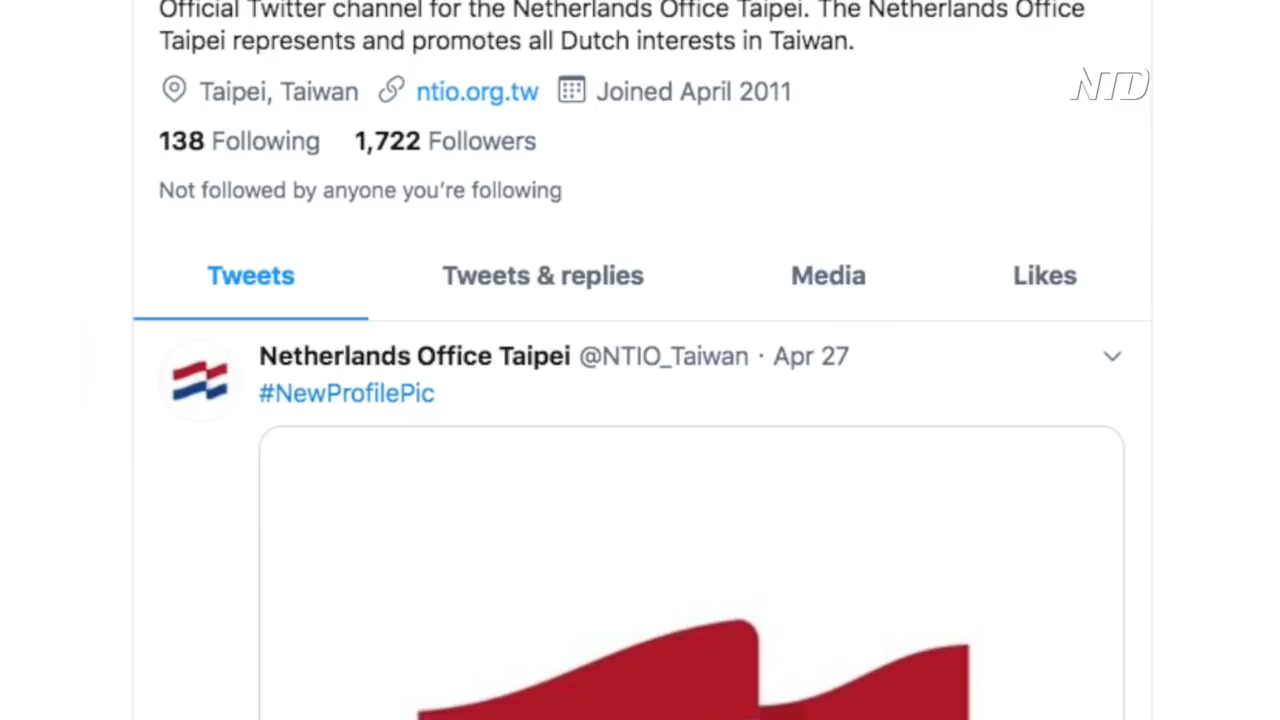 Official Twitter channel for the Netherlands Office Taipei. The Netherlands Office
Taipei represents and promotes all Dutch interests in Taiwan.
Taipei, Taiwan ntio.org.tw Joined April 2011
NTD
138 Following 1,722 Followers
Not followed by anyone you're following
Tweets Tweets & replies Media Likes
Netherlands Office Taipei @NTIO_Taiwan · Apr 27
#NewProfilePic